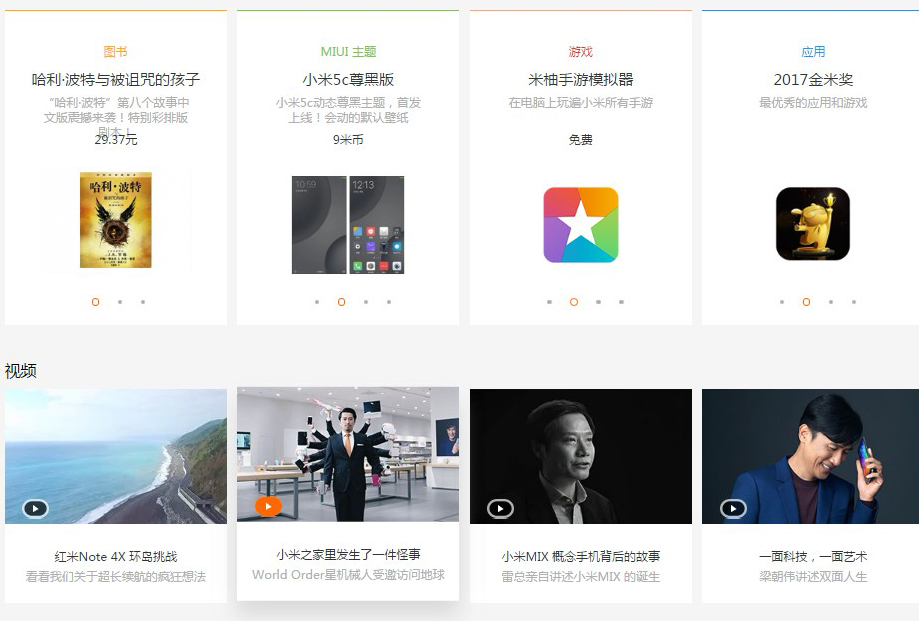 图书
哈利·波特与被诅咒的孩子
“哈利·波特”第八个故事中
文版震撼来袭！特别彩排版
剧本！
29.37元
哈利·波特
MIUI 主题
小米5c尊黑版
小米5c动态尊黑主题，首发
上线！会动的默认壁纸
9米币
10:59
12:13
游戏
米柚手游模拟器
在电脑上玩遍小米所有手游
免费
应用
2017金米奖
最优秀的应用和游戏
视频
红米Note 4X 环岛挑战
看看我们关于超长续航的疯狂想法
小米之家里发生了一件怪事
World Order星机械人受邀访问地球
小米MIX 概念手机背后的故事
雷总亲自讲述小米MIX 的诞生
一面科技，一面艺术
梁朝伟讲述双面人生